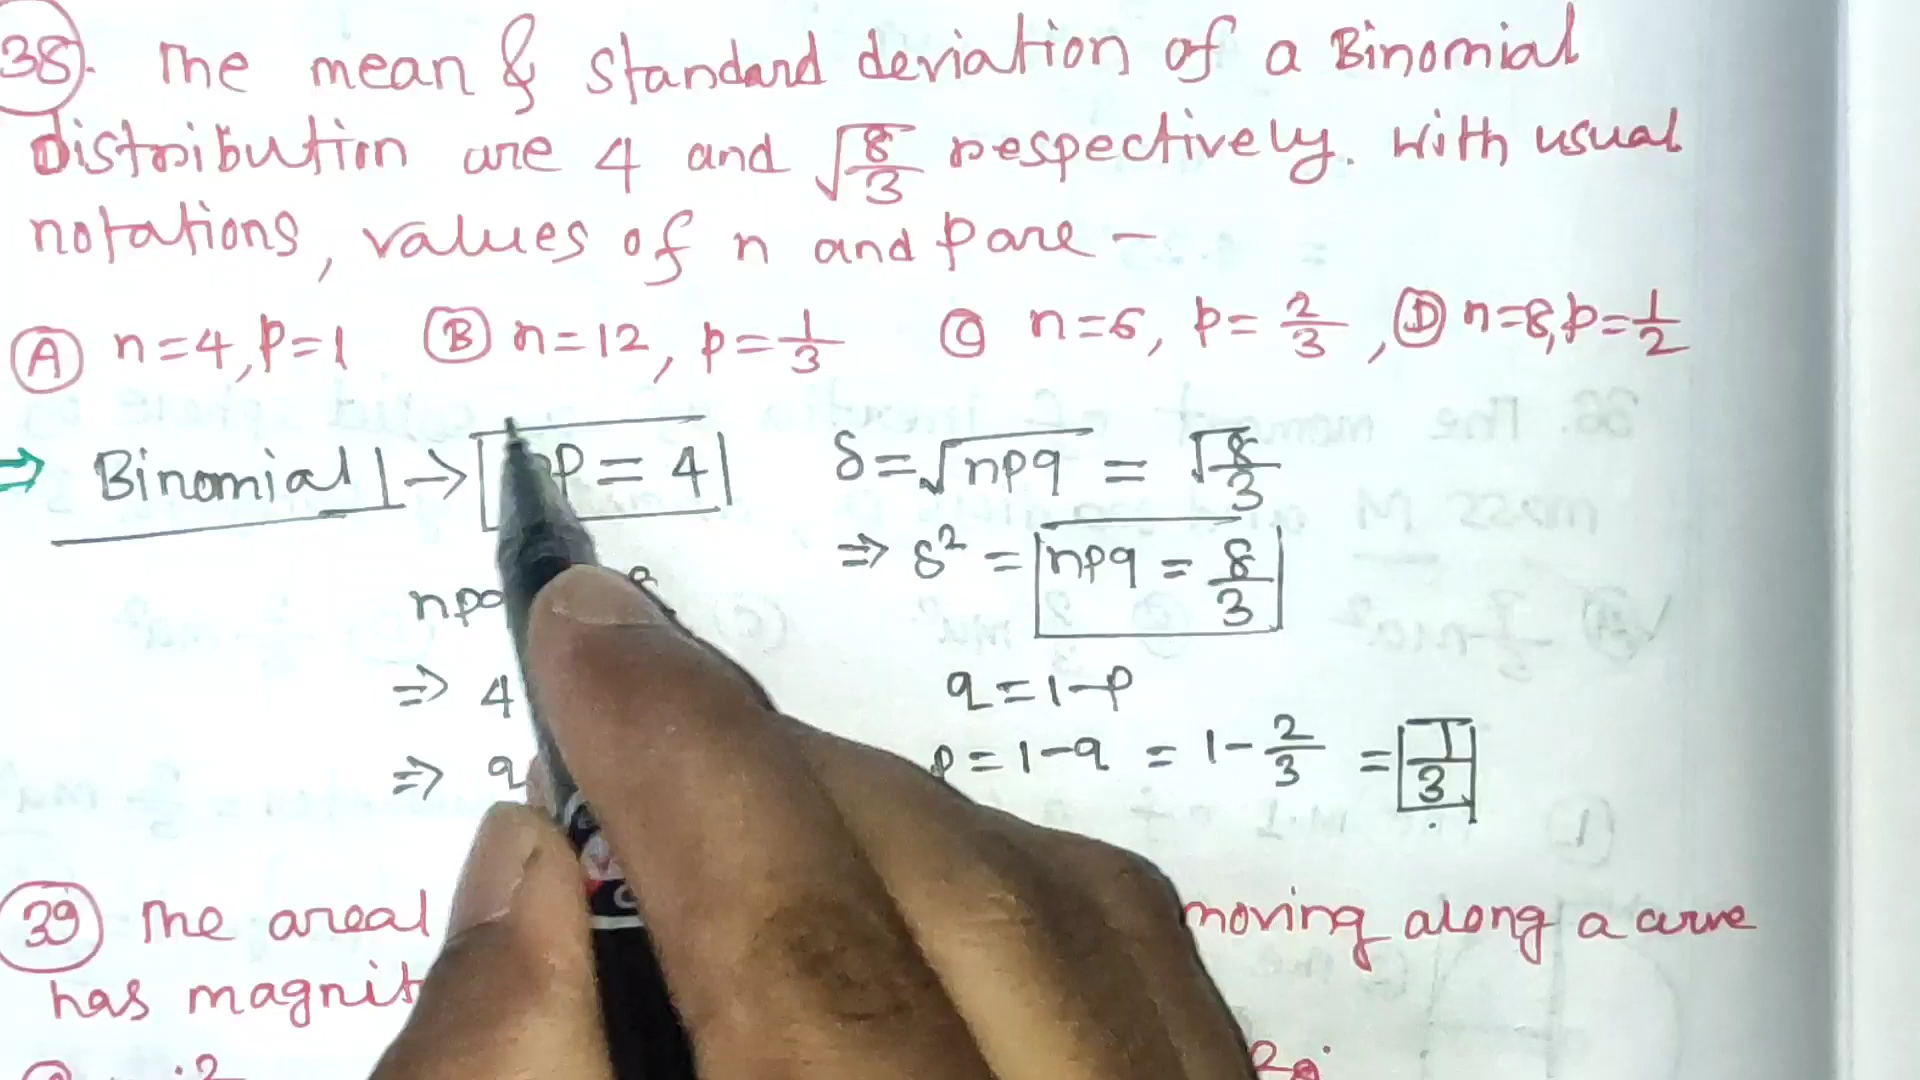 38. The mean & standard deviation of a Binomial
Distribution are 4 and √8/3 respectively. With usual
notations, values of n and p are –
(A) n=4, p=1 (B) n=12, p=1/3 (C) n=6, p=2/3, (D) n=8, p=1/2
⇒ Binomial → np = 4 δ=√npq = √8/3
⇒ δ² = npq = 8/3
⇒ 4 q=1-p
⇒ q p=1-q = 1-2/3 = 1/3
39 The areal moving along a curve
has